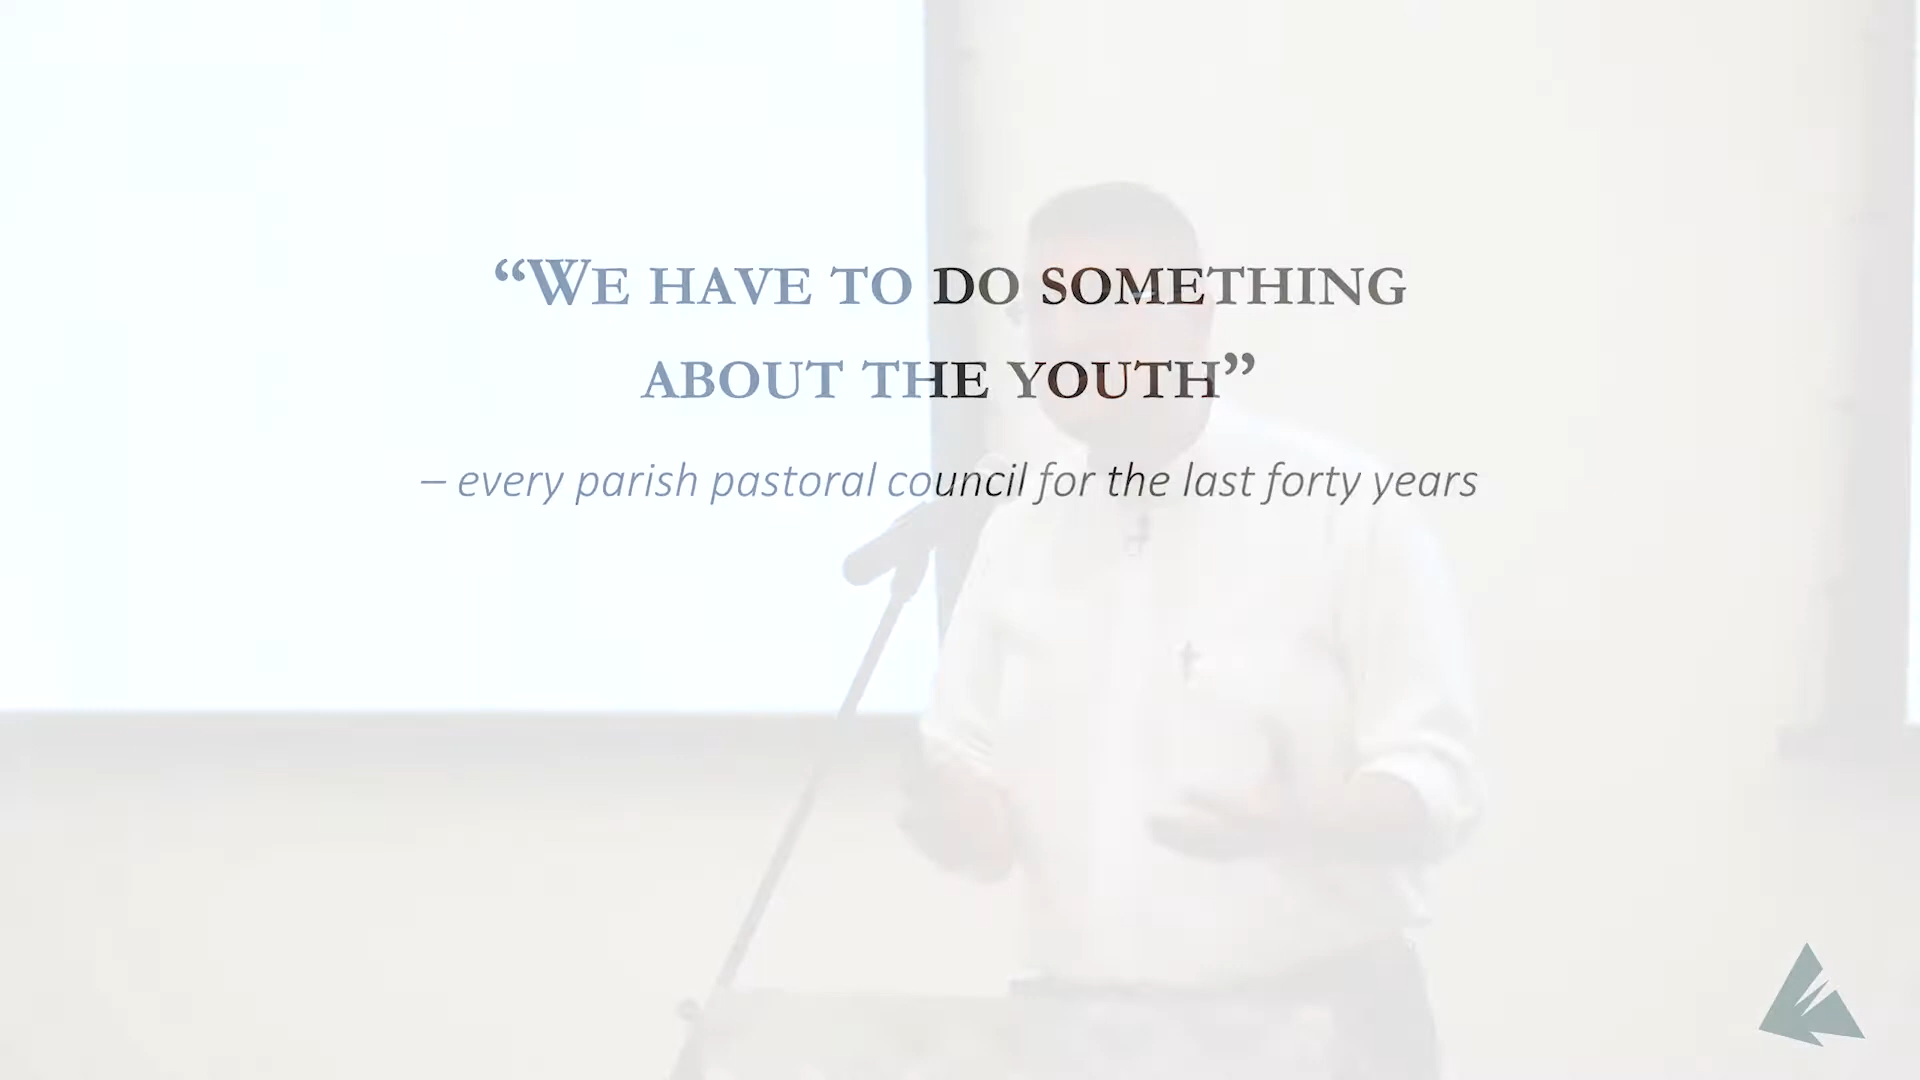 “We have to do something
about the youth”
– every parish pastoral council for the last forty years